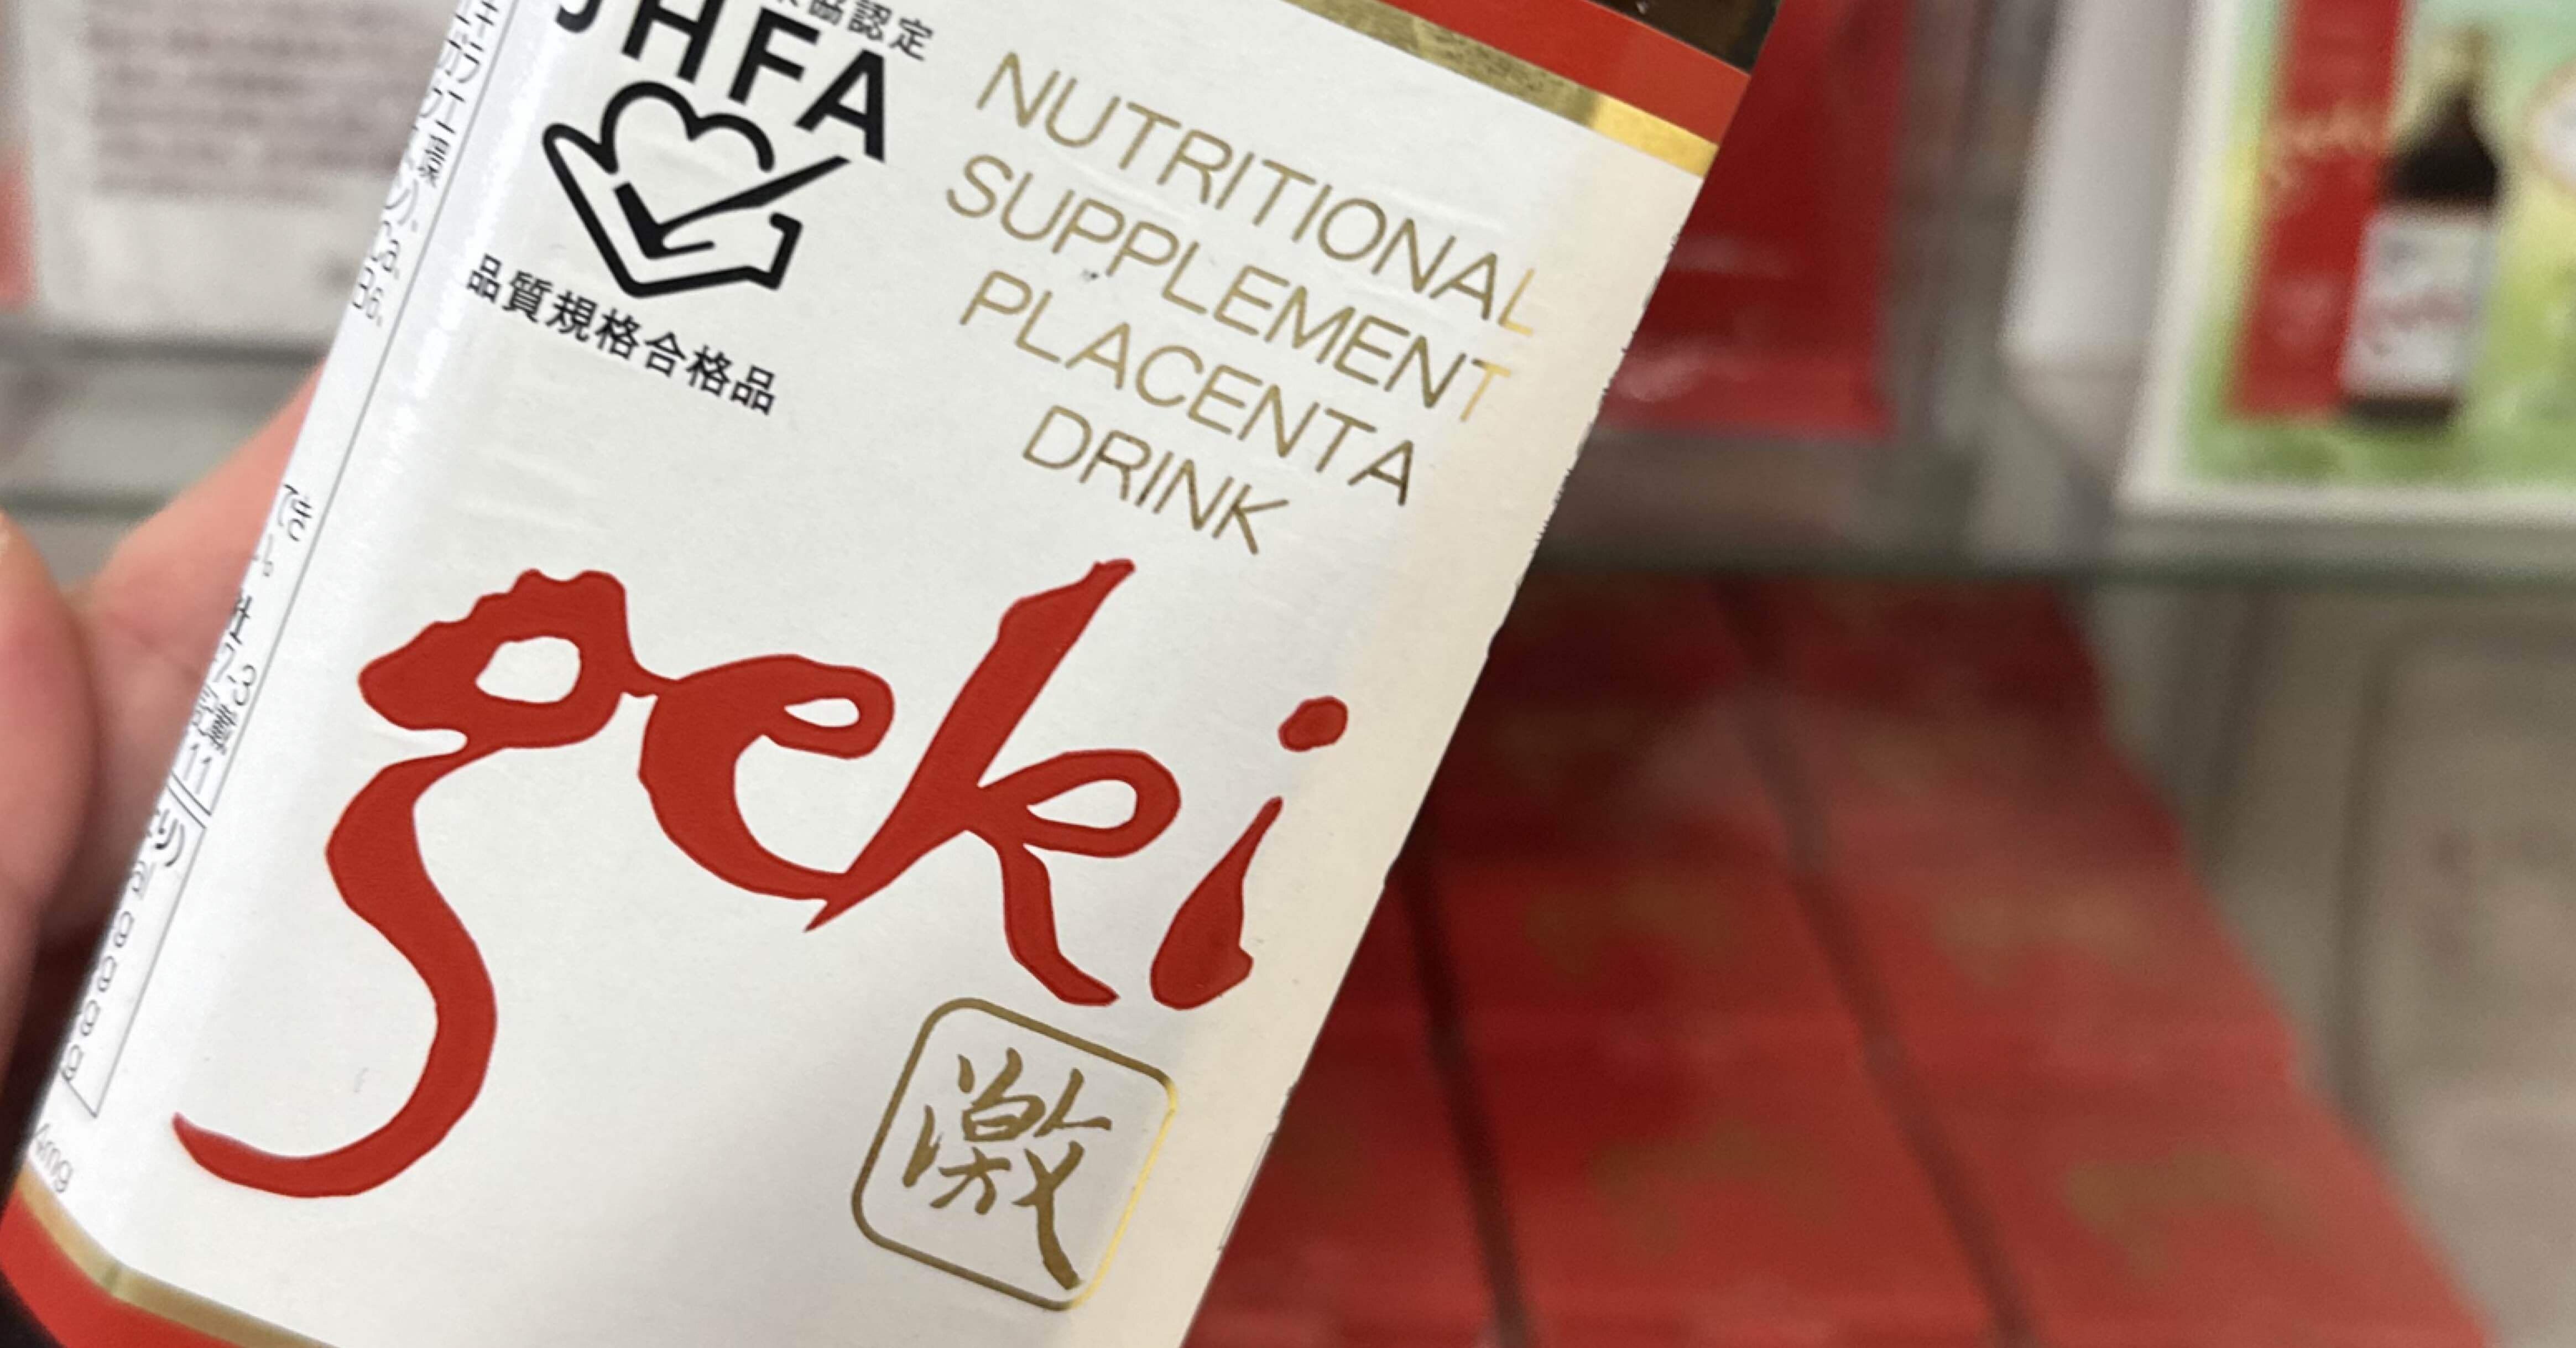 JHFA
品質規格合格品
NUTRITIONAL
SUPPLEMENT
PLACENTA
DRINK
geki
激